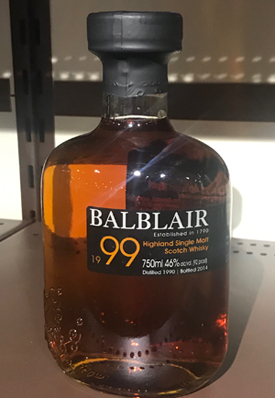 BALBLAIR
Established in 1790
19 99
Highland Single Malt
Scotch Whisky
750ml 46% alc/vol. (92 proof)
Distilled 1990 | Bottled 2014